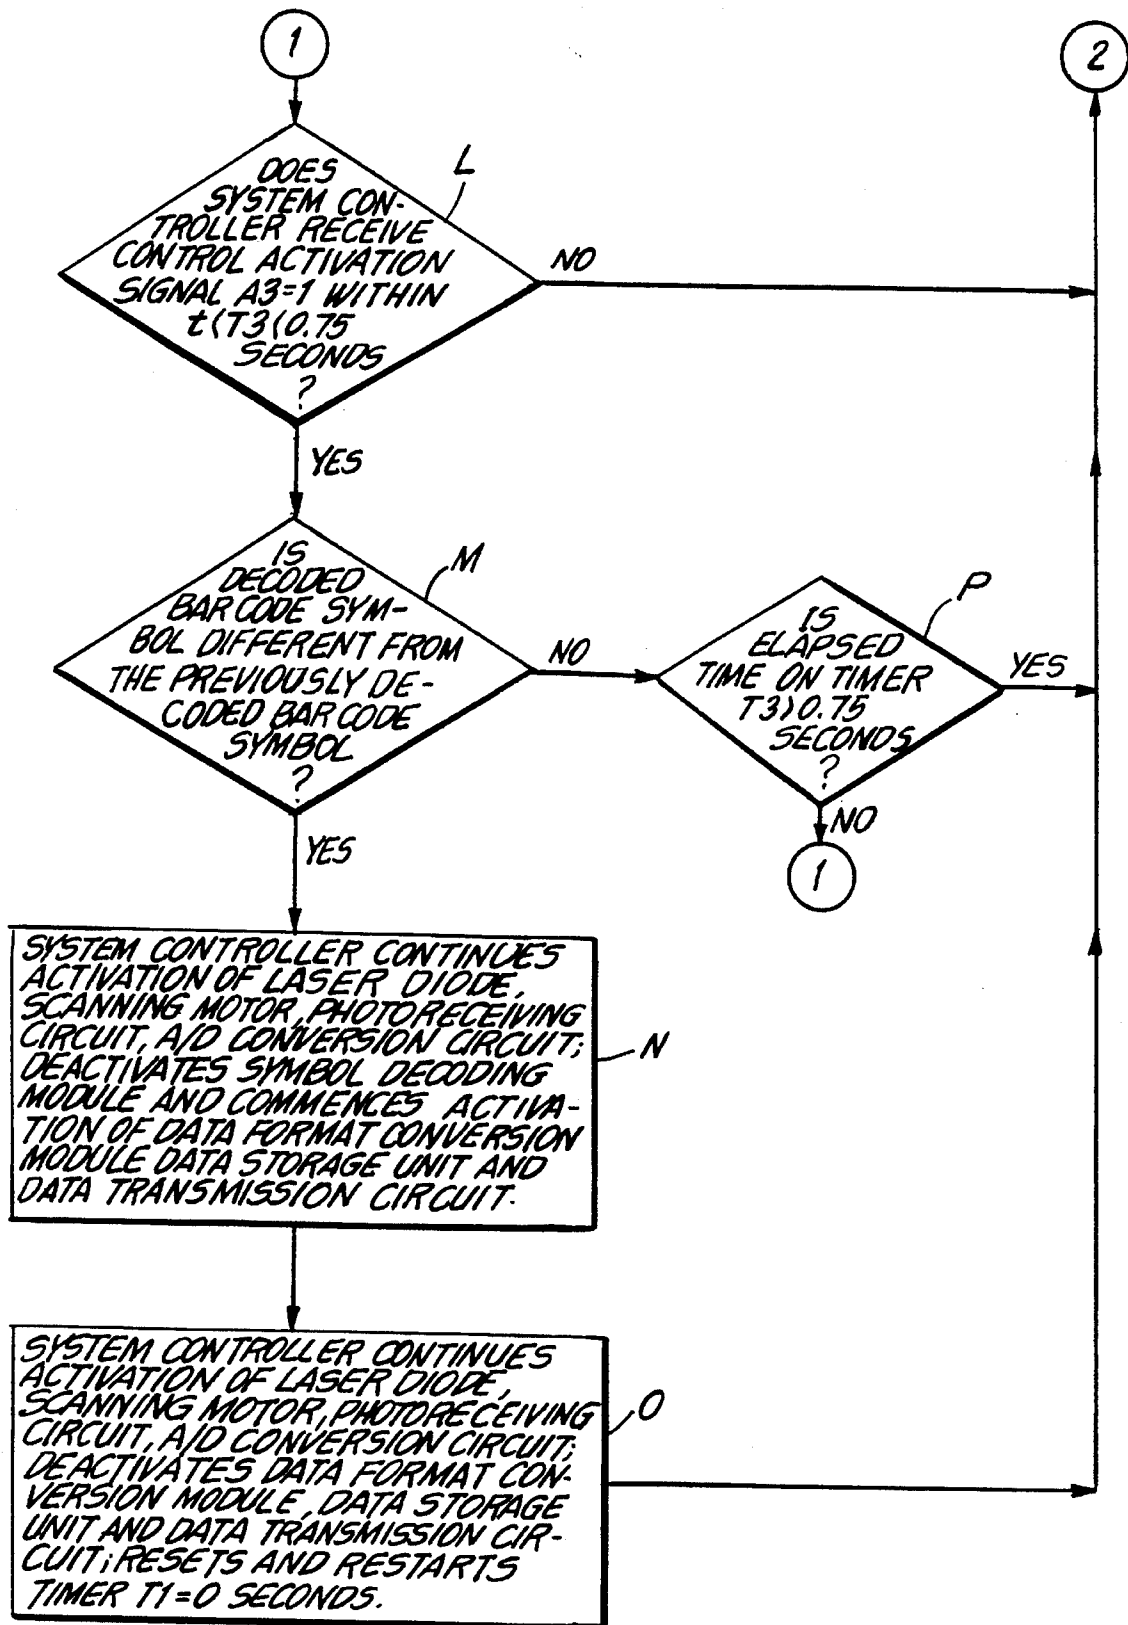 1
2
DOES
SYSTEM CON-
TROLLER RECEIVE
CONTROL ACTIVATION
SIGNAL A3=1 WITHIN
t⟨T3⟨0.75
SECONDS
?
L
NO
YES
IS
DECODED
BAR CODE SYM-
BOL DIFFERENT FROM
THE PREVIOUSLY DE-
CODED BAR CODE
SYMBOL
?
M
NO
IS
ELAPSED
TIME ON TIMER
T3⟩0.75
SECONDS
?
P
YES
NO
1
YES
SYSTEM CONTROLLER CONTINUES
ACTIVATION OF LASER DIODE,
SCANNING MOTOR, PHOTORECEIVING
CIRCUIT, A/D CONVERSION CIRCUIT;
DEACTIVATES SYMBOL DECODING
MODULE AND COMMENCES ACTIVA-
TION OF DATA FORMAT CONVERSION
MODULE DATA STORAGE UNIT AND
DATA TRANSMISSION CIRCUIT.
N
SYSTEM CONTROLLER CONTINUES
ACTIVATION OF LASER DIODE,
SCANNING MOTOR, PHOTORECEIVING
CIRCUIT, A/D CONVERSION CIRCUIT;
DEACTIVATES DATA FORMAT CON-
VERSION MODULE, DATA STORAGE
UNIT AND DATA TRANSMISSION CIR-
CUIT; RESETS AND RESTARTS
TIMER T1=0 SECONDS.
O